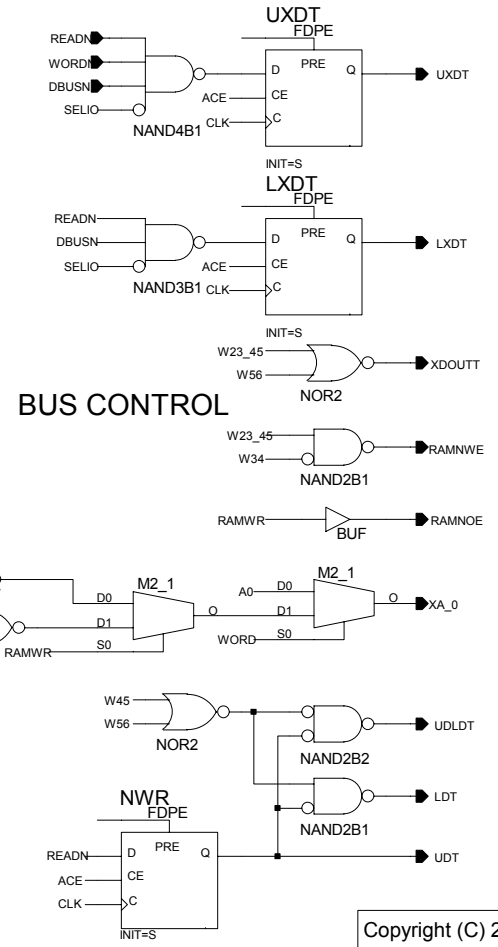 UXDT
FDPE
READN
WORDN
DBUSN
SELIO
NAND4B1
ACE
CLK
D PRE Q
CE
C
UXDT
INIT=S
LXDT
FDPE
READN
DBUSN
SELIO
NAND3B1
ACE
CLK
D PRE Q
CE
C
LXDT
INIT=S
W23_45
W56
NOR2
XDOUTT
BUS CONTROL
W23_45
W34
NAND2B1
RAMNWE
RAMWR
BUF
RAMNOE
M2_1
D0
D1
S0
O
RAMWR
M2_1
A0 D0
D1
WORD S0
O
XA_0
W45
W56
NOR2
NAND2B2
UDLDT
NAND2B1
LDT
NWR
FDPE
READN
ACE
CLK
D PRE Q
CE
C
UDT
INIT=S
Copyright (C) 2